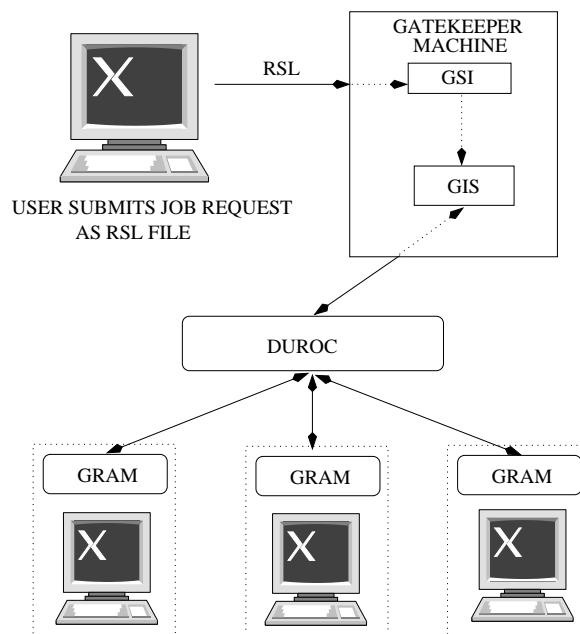 GATEKEEPER
MACHINE
RSL
GSI
GIS
USER SUBMITS JOB REQUEST
AS RSL FILE
DUROC
GRAM
GRAM
GRAM